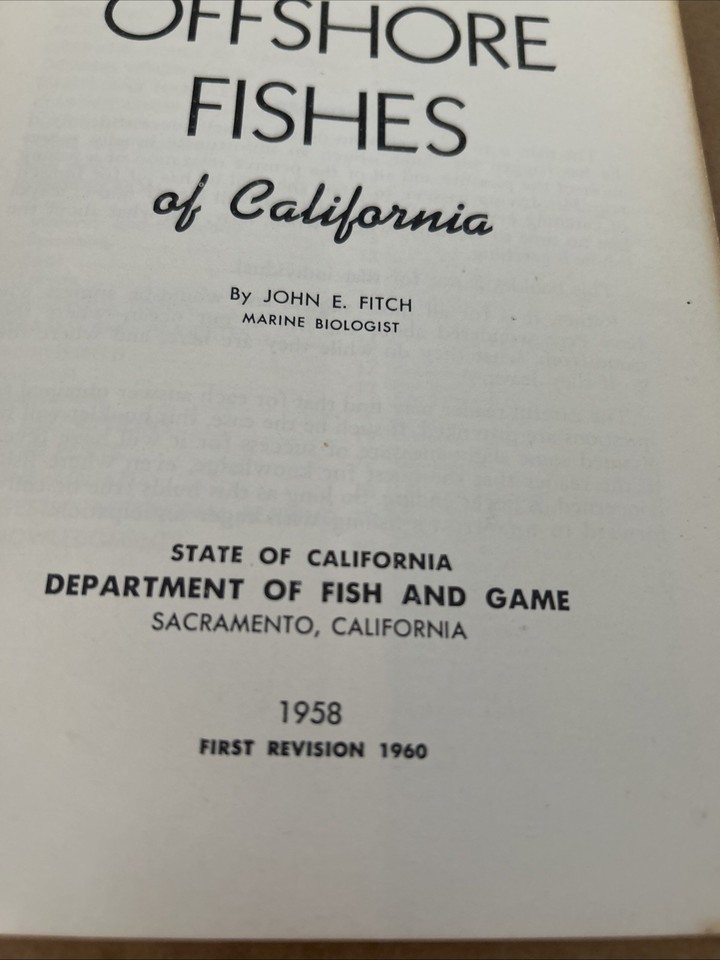 OFFSHORE
FISHES
of California
By JOHN E. FITCH
MARINE BIOLOGIST
STATE OF CALIFORNIA
DEPARTMENT OF FISH AND GAME
SACRAMENTO, CALIFORNIA
1958
FIRST REVISION 1960